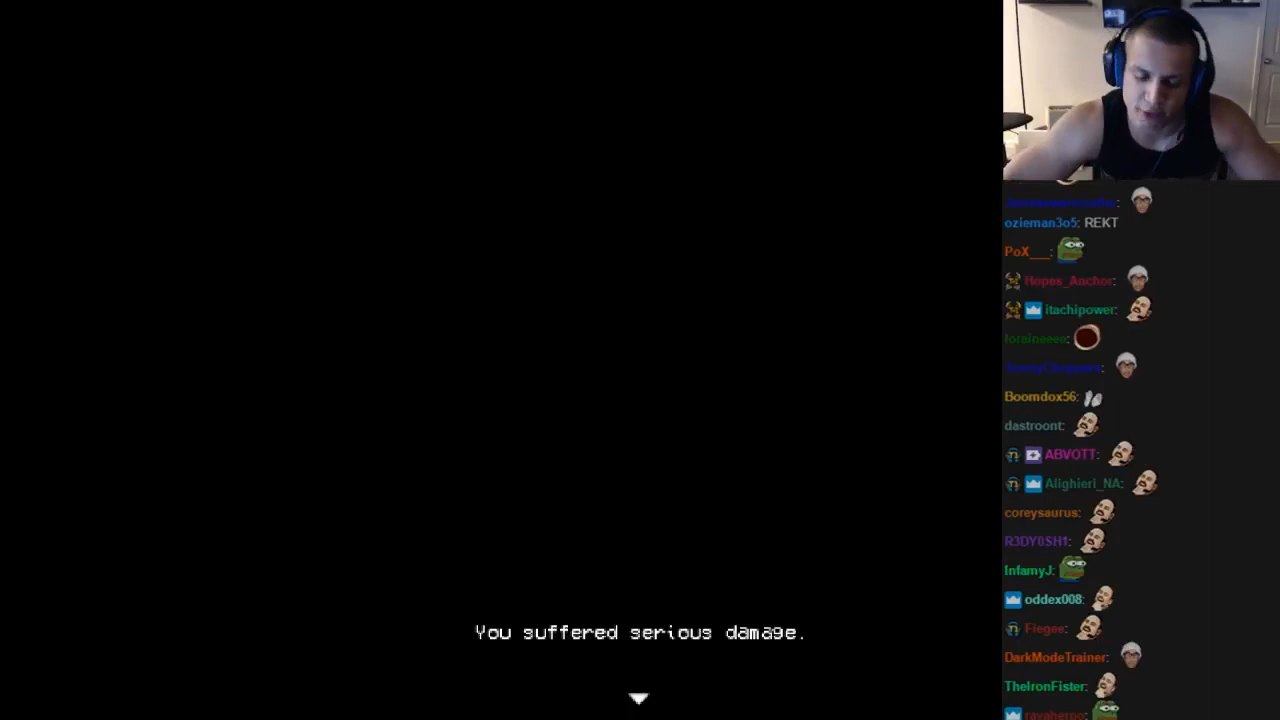 ozieman3o5: REKT
PoX___:
Hopes_Anchor:
itachipower:
loraineeee:
Boomdox56:
dastroont:
ABVOTT:
Alighieri_NA:
coreysaurus:
R3DY0SH1:
InfamyJ:
oddex008:
Fiegee:
DarkModeTrainer:
TheIronFister:
You suffered serious damage.